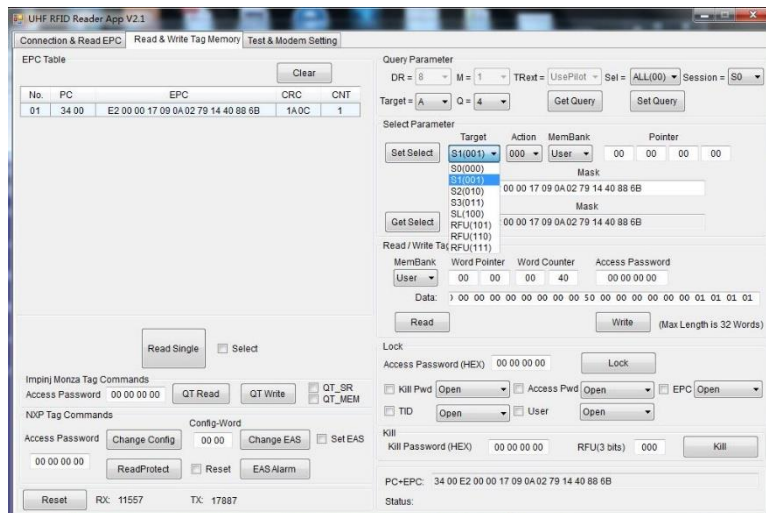 UHF RFID Reader App V2.1
Connection & Read EPC Read & Write Tag Memory Test & Modem Setting
EPC Table
Clear
No. PC EPC CRC CNT
01 34 00 E2 00 00 17 09 0A 02 79 14 40 88 6B 1A 0C 1
Read Single Select
Impinj Monza Tag Commands
Access Password 00 00 00 00 QT Read QT Write QT_SR
QT_MEM
NXP Tag Commands
Config-Word
Access Password Change Config 00 00 Change EAS Set EAS
00 00 00 00 ReadProtect Reset EAS Alarm
Reset RX: 11557 TX: 17887
Query Parameter
DR = 8 M = 1 TRext = UsePilot Sel = ALL(00) Session = S0
Target = A Q = 4 Get Query Set Query
Select Parameter
Target Action MemBank Pointer
Set Select S1(001) 000 User 00 00 00 00
S0(000)
S1(001)
S2(010)
S3(011)
SL(100)
RFU(101)
RFU(110)
RFU(111)
Mask
00 00 17 09 0A 02 79 14 40 88 6B
Mask
Get Select 00 00 17 09 0A 02 79 14 40 88 6B
Read / Write Ta
MemBank Word Pointer Word Counter Access Password
User 00 00 00 40 00 00 00 00
Data: 00 00 00 00 00 00 00 00 50 00 00 00 00 00 00 01 01 01 01
Read Write (Max Length is 32 Words)
Lock
Access Password (HEX) 00 00 00 00 Lock
Kill Pwd Open Access Pwd Open EPC Open
TID Open User Open
Kill
Kill Password (HEX) 00 00 00 00 RFU(3 bits) 000 Kill
PC+EPC: 34 00 E2 00 00 17 09 0A 02 79 14 40 88 6B
Status: